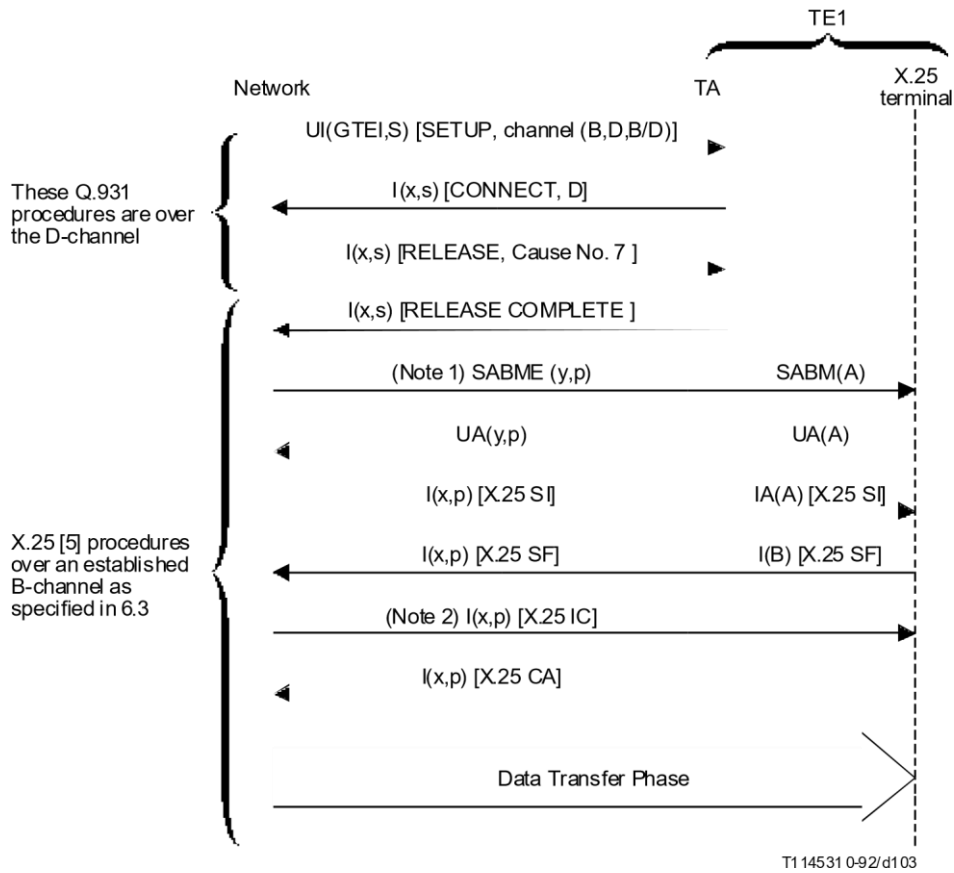 TE1
Network
TA
X.25
terminal
UI(GTEI,S) [SETUP, channel (B,D,B/D)]
These Q.931
procedures are over
the D-channel
I(x,s) [CONNECT, D]
I(x,s) [RELEASE, Cause No. 7 ]
I(x,s) [RELEASE COMPLETE ]
(Note 1) SABME (y,p)
SABM(A)
UA(y,p)
UA(A)
I(x,p) [X.25 SI]
IA(A) [X.25 SI]
X.25 [5] procedures
over an established
B-channel as
specified in 6.3
I(x,p) [X.25 SF]
I(B) [X.25 SF]
(Note 2) I(x,p) [X.25 IC]
I(x,p) [X.25 CA]
Data Transfer Phase
T1145310-92/d103